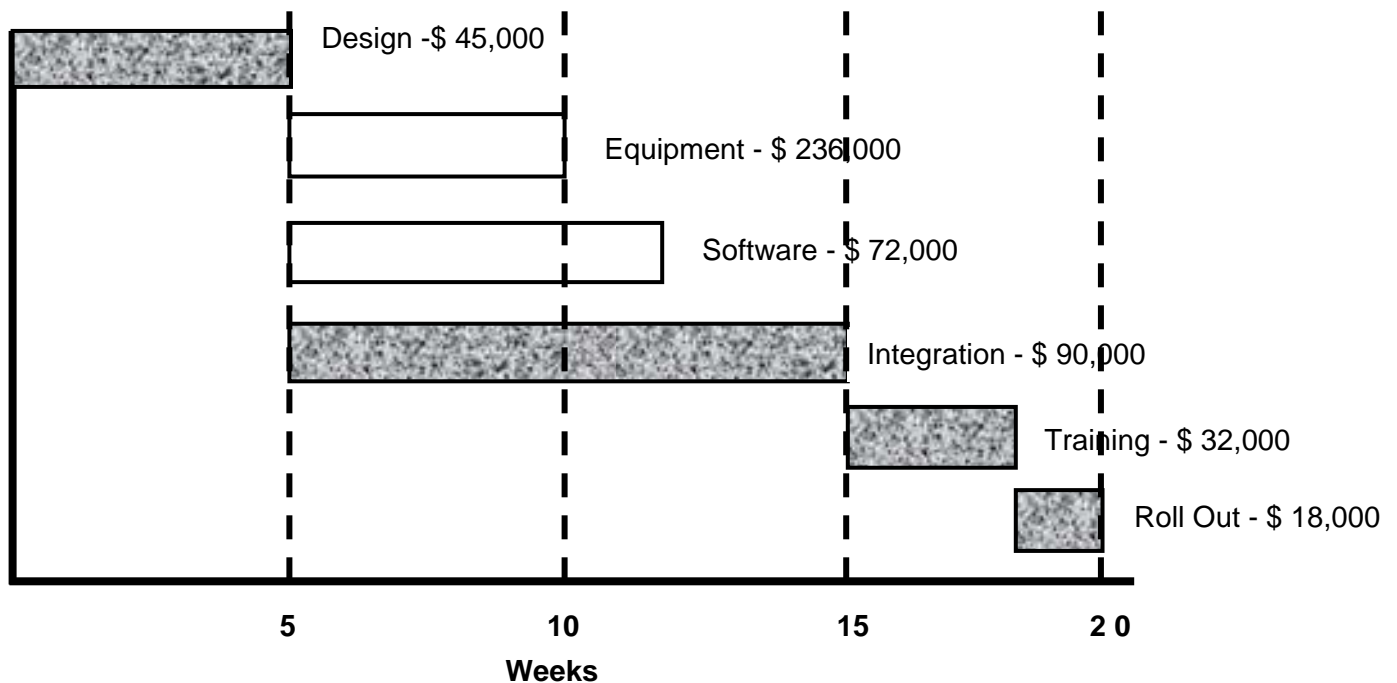 Design -$ 45,000
Equipment - $ 236,000
Software - $ 72,000
Integration - $ 90,000
Training - $ 32,000
Roll Out - $ 18,000
5 10 15 2 0
Weeks